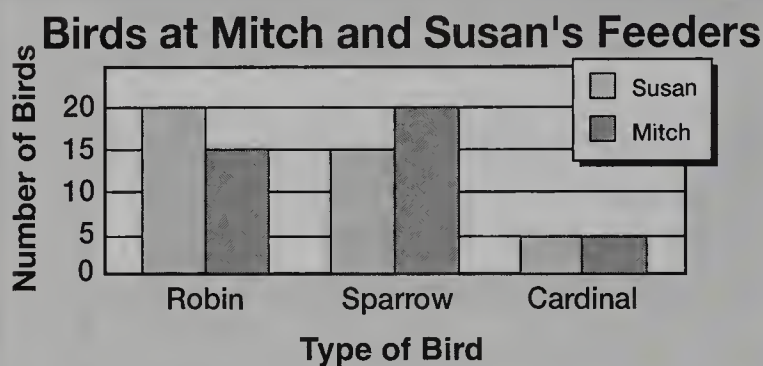 Birds at Mitch and Susan's Feeders
Number of Birds
20
15
10
5
0
Susan
Mitch
Robin Sparrow Cardinal
Type of Bird